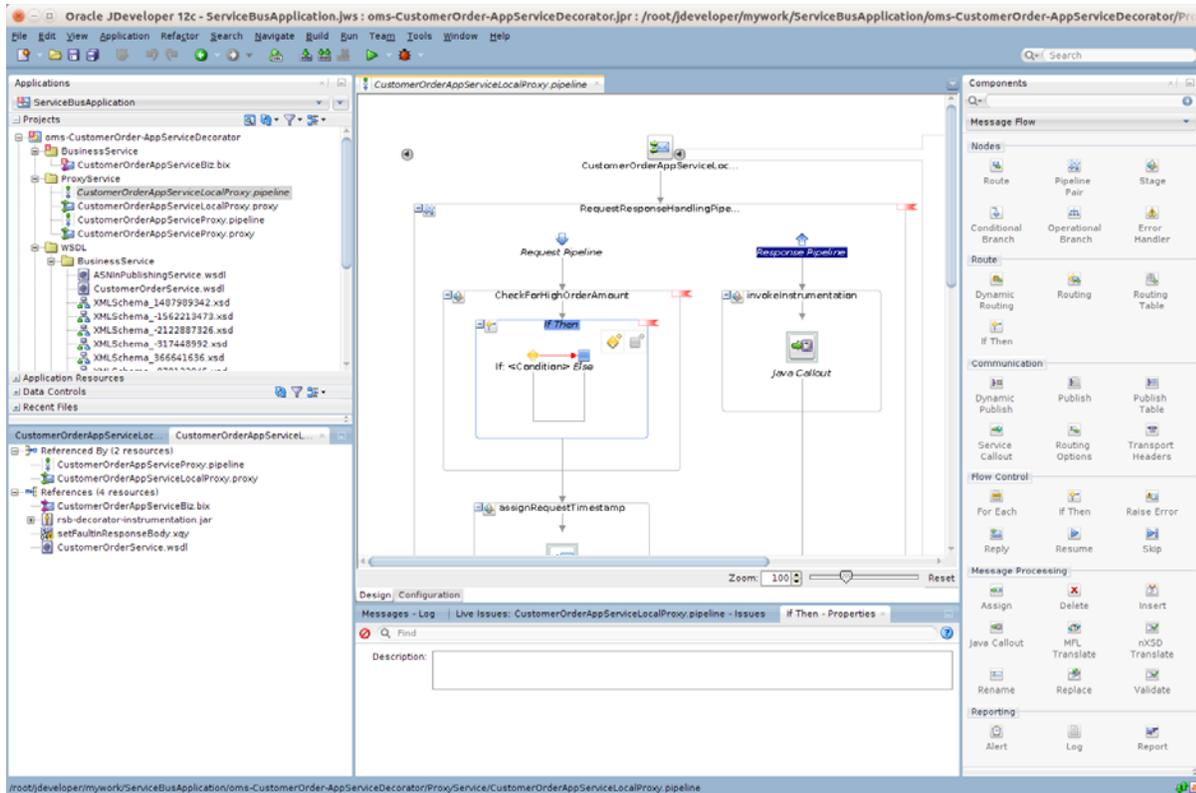 Oracle JDeveloper 12c - ServiceBusApplication.jws : oms-CustomerOrder-AppServiceDecorator.jpr : /root/jdeveloper/mywork/ServiceBusApplication/oms-CustomerOrder-AppServiceDecorator/Pro
File Edit View Application Refactor Search Navigate Build Run Team Tools Window Help
Search
Applications
ServiceBusApplication
Projects
oms-CustomerOrder-AppServiceDecorator
BusinessService
CustomerOrderAppServiceBiz.bix
ProxyService
CustomerOrderAppServiceLocalProxy.pipeline
CustomerOrderAppServiceLocalProxy.proxy
CustomerOrderAppServiceProxy.pipeline
CustomerOrderAppServiceProxy.proxy
WSDL
BusinessService
ASNInPublishingService.wsdl
CustomerOrderService.wsdl
XMLSchema_1487989342.xsd
XMLSchema_-1562213473.xsd
XMLSchema_-2122887326.xsd
XMLSchema_-317448992.xsd
XMLSchema_366641636.xsd
Application Resources
Data Controls
Recent Files
CustomerOrderAppServiceLoc... CustomerOrderAppServiceL...
Referenced By (2 resources)
CustomerOrderAppServiceProxy.pipeline
CustomerOrderAppServiceLocalProxy.proxy
References (4 resources)
CustomerOrderAppServiceBiz.bix
rsb-decorator-instrumentation.jar
setFaultInResponseBody.xqy
CustomerOrderService.wsdl
CustomerOrderAppServiceLocalProxy.pipeline
CustomerOrderAppServiceLoc...
RequestResponseHandlingPipe...
Request Pipeline
Response Pipeline
CheckForHighOrderAmount
invokeInstrumentation
If Then
If: <Condition> Else
Java Callout
assignRequestTimestamp
Zoom: 100 Reset
Design Configuration
Messages - Log Live Issues: CustomerOrderAppServiceLocalProxy.pipeline - Issues If Then - Properties
Find
Description:
Components
Message Flow
Nodes
Route Pipeline Pair Stage
Conditional Branch Operational Branch Error Handler
Route
Dynamic Routing Routing Routing Table
If Then
Communication
Dynamic Publish Publish Publish Table
Service Callout Routing Options Transport Headers
Flow Control
For Each If Then Raise Error
Reply Resume Skip
Message Processing
Assign Delete Insert
Java Callout MFL Translate nXSD Translate
Rename Replace Validate
Reporting
Alert Log Report
/root/jdeveloper/mywork/ServiceBusApplication/oms-CustomerOrder-AppServiceDecorator/ProxyService/CustomerOrderAppServiceLocalProxy.pipeline